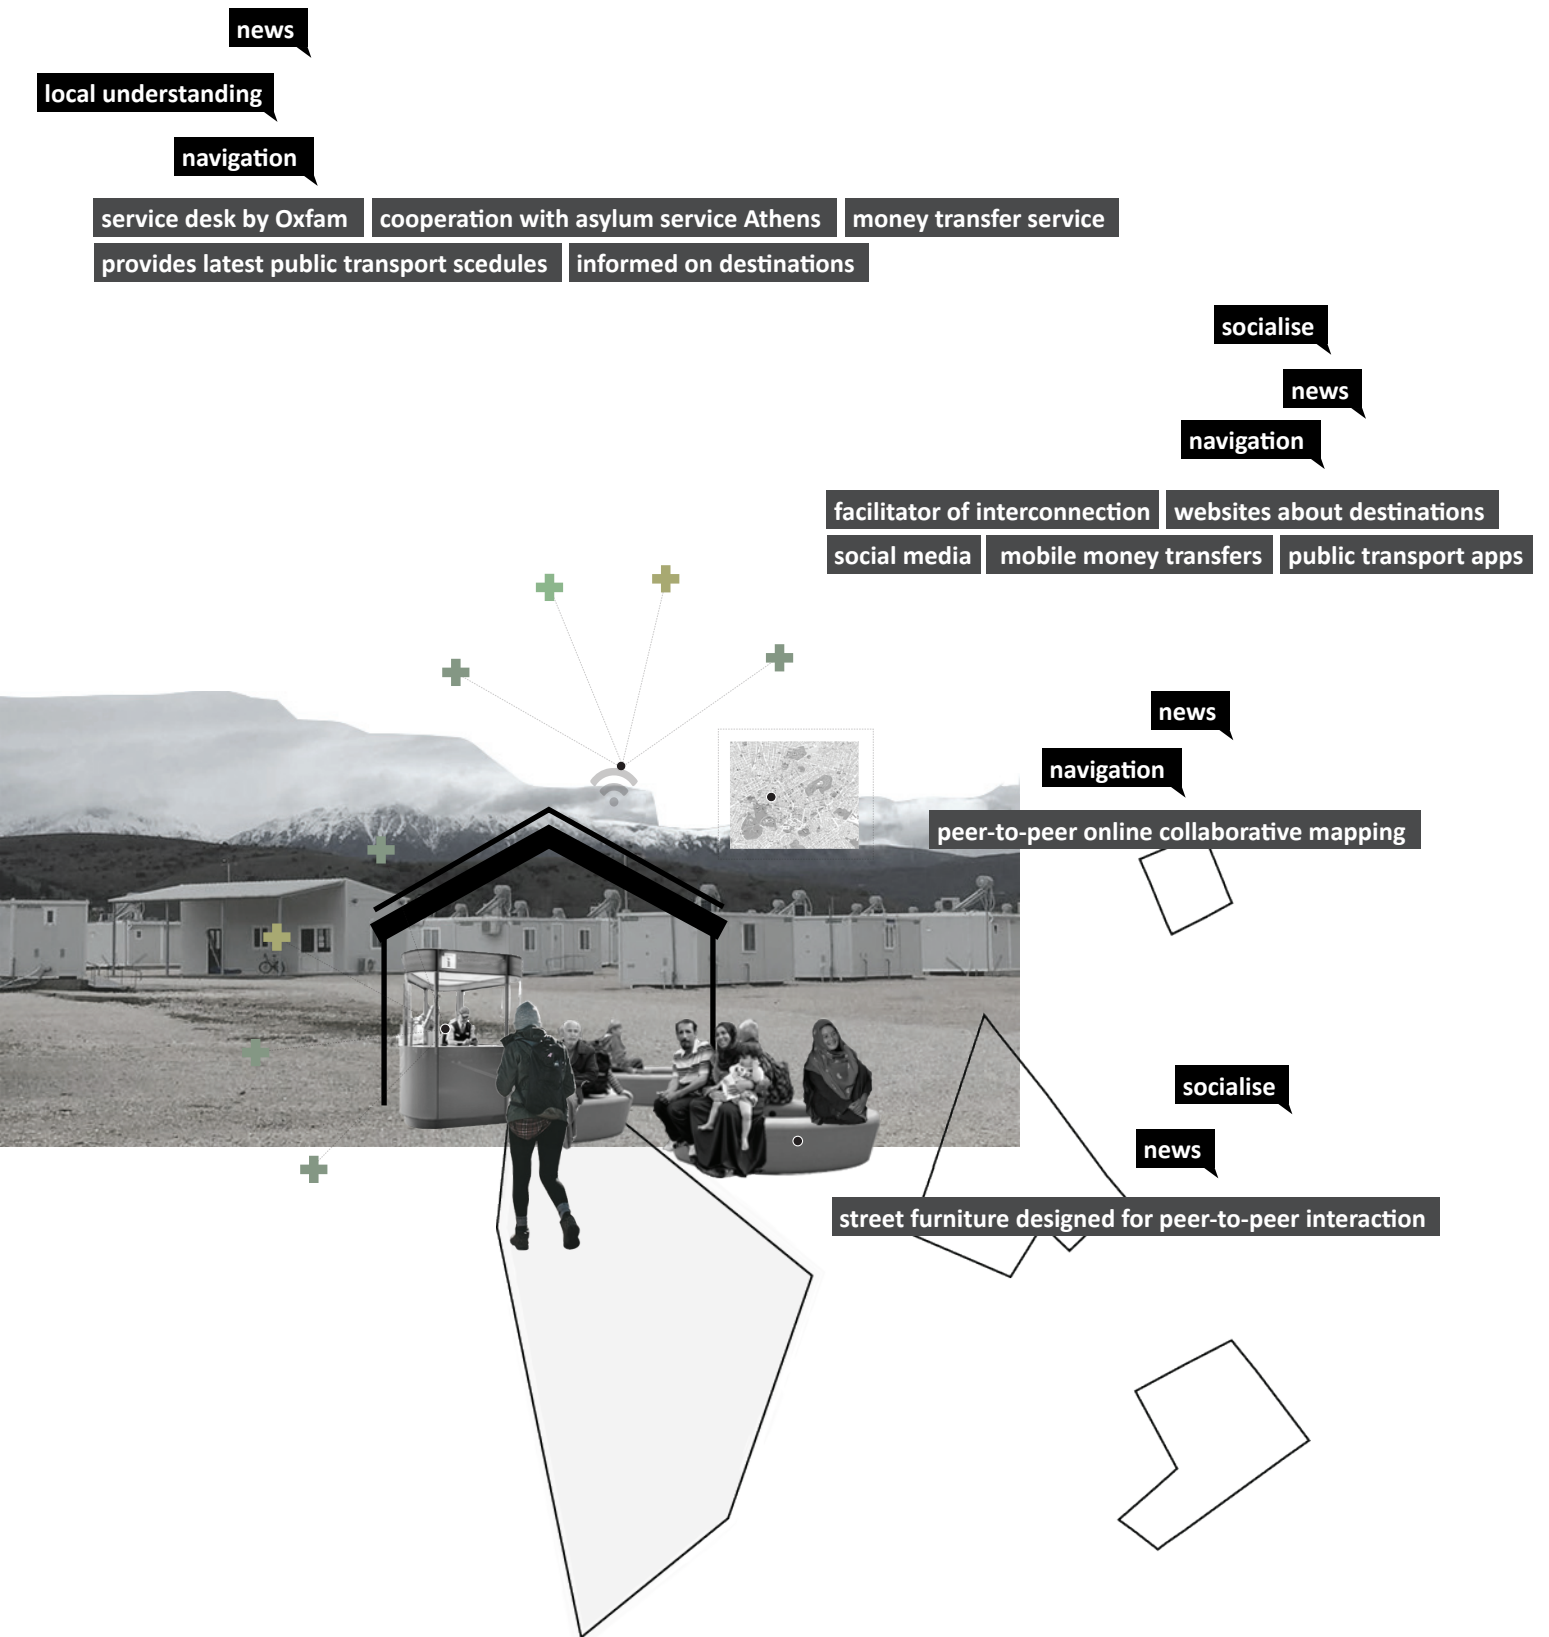 news
local understanding
navigation
service desk by Oxfam cooperation with asylum service Athens money transfer service
provides latest public transport scedules informed on destinations
socialise
news
navigation
facilitator of interconnection websites about destinations
social media mobile money transfers public transport apps
news
navigation
peer-to-peer online collaborative mapping
i
socialise
news
street furniture designed for peer-to-peer interaction